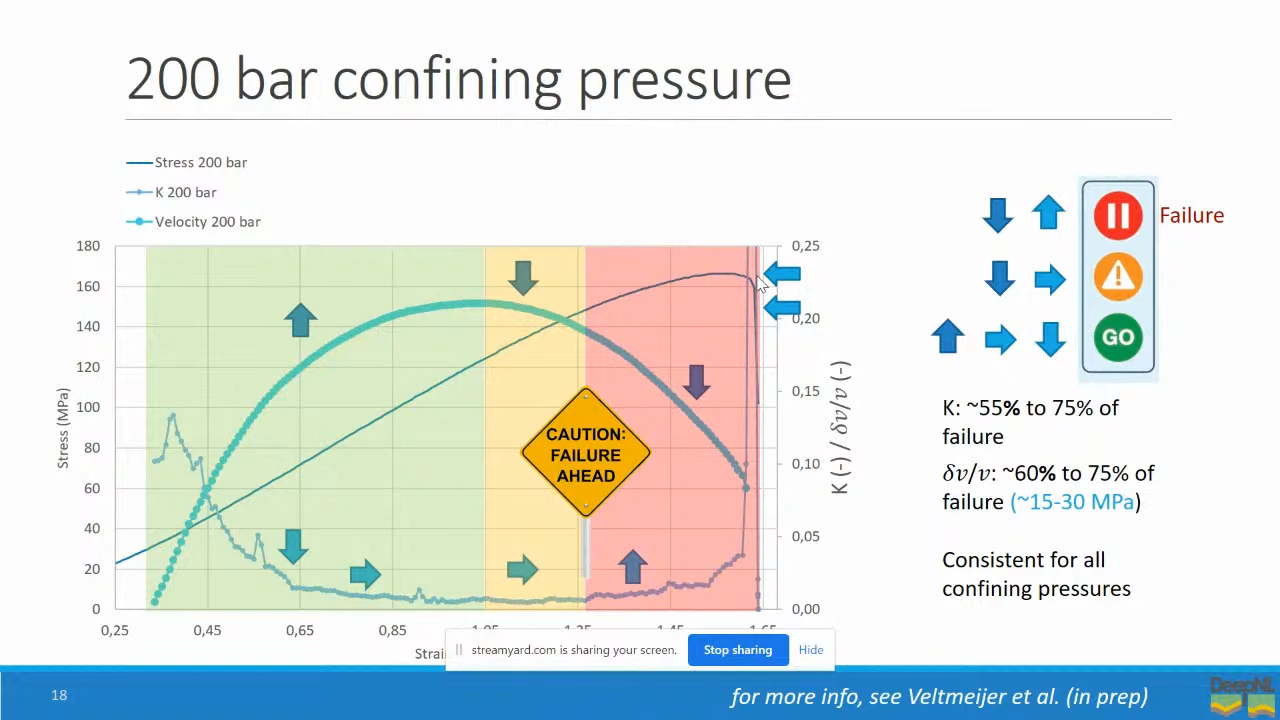 200 bar confining pressure
Stress 200 bar
K 200 bar
Velocity 200 bar
180
160
140
120
100
80
60
40
20
0
Stress (MPa)
0,25
0,20
0,15
0,10
0,05
0,00
K (-) / δv/v (-)
0,25
0,45
0,65
0,85
CAUTION:
FAILURE
AHEAD
Failure
GO
K: ~55% to 75% of
failure
δv/v: ~60% to 75% of
failure (~15-30 MPa)
Consistent for all
confining pressures
streamyard.com is sharing your screen.
Stop sharing
Hide
18
for more info, see Veltmeijer et al. (in prep)
DeepNL